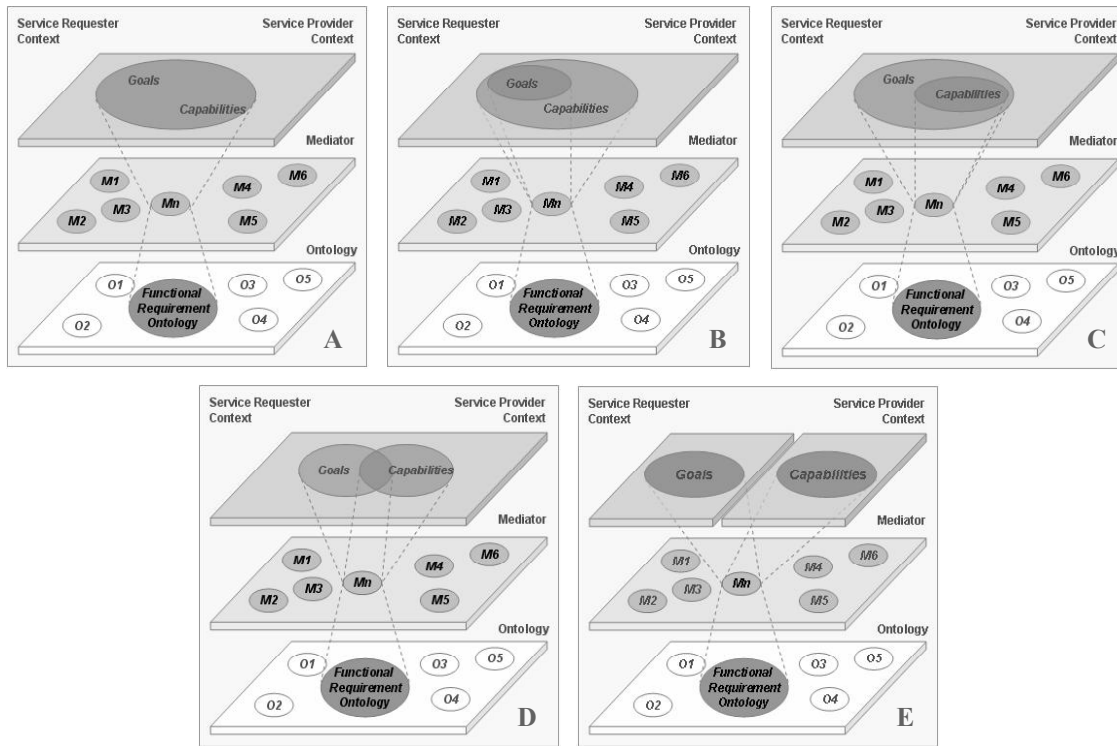 Service Requester Context
Service Provider Context
Goals
Capabilities
Mediator
M1
M2
M3
Mn
M4
M5
M6
Ontology
O1
O2
Functional
Requirement
Ontology
O3
O4
O5
A
Service Requester Context
Service Provider Context
Goals
Capabilities
Mediator
M1
M2
M3
Mn
M4
M5
M6
Ontology
O1
O2
Functional
Requirement
Ontology
O3
O4
O5
B
Service Requester Context
Service Provider Context
Goals
Capabilities
Mediator
M1
M2
M3
Mn
M4
M5
M6
Ontology
O1
O2
Functional
Requirement
Ontology
O3
O4
O5
C
Service Requester Context
Service Provider Context
Goals
Capabilities
Mediator
M1
M2
M3
Mn
M4
M5
M6
Ontology
O1
O2
Functional
Requirement
Ontology
O3
O4
O5
D
Service Requester Context
Service Provider Context
Goals
Capabilities
Mediator
M1
M2
M3
Mn
M4
M5
M6
Ontology
O1
O2
Functional
Requirement
Ontology
O3
O4
O5
E